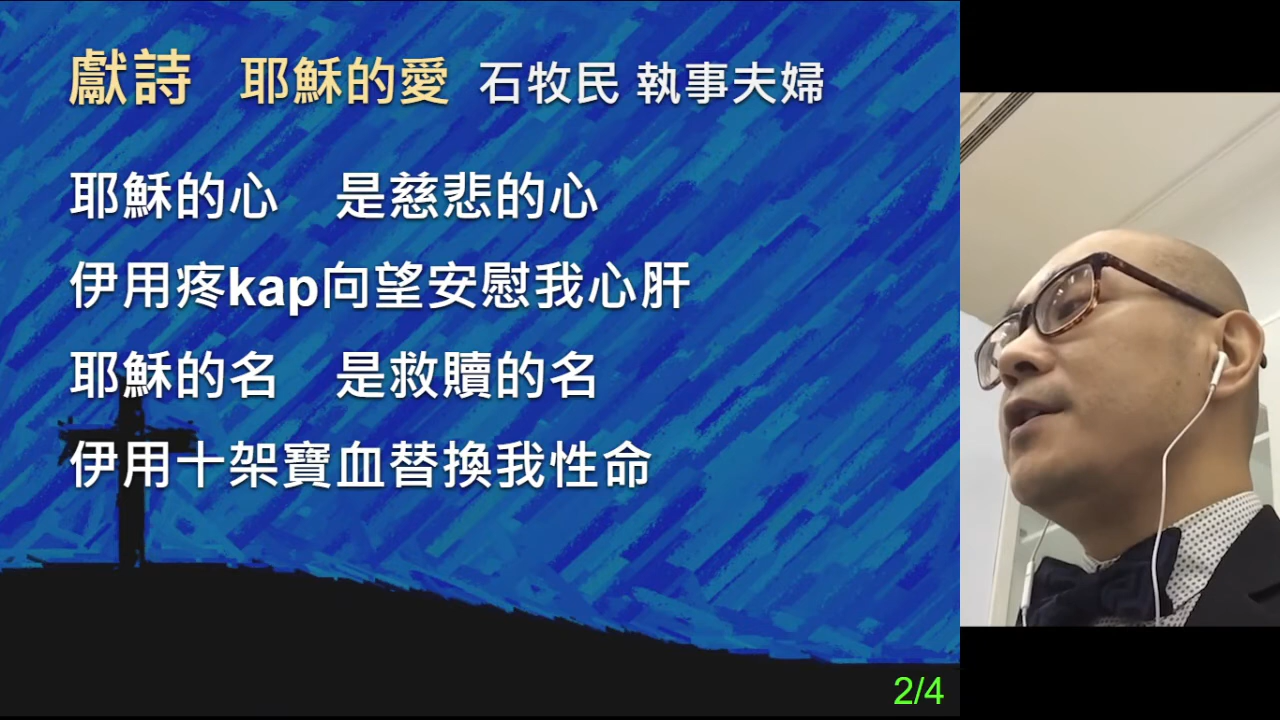 獻詩 耶穌的愛 石牧民 執事夫婦
耶穌的心 是慈悲的心
伊用疼kap向望安慰我心肝
耶穌的名 是救贖的名
伊用十架寶血替換我性命
2/4